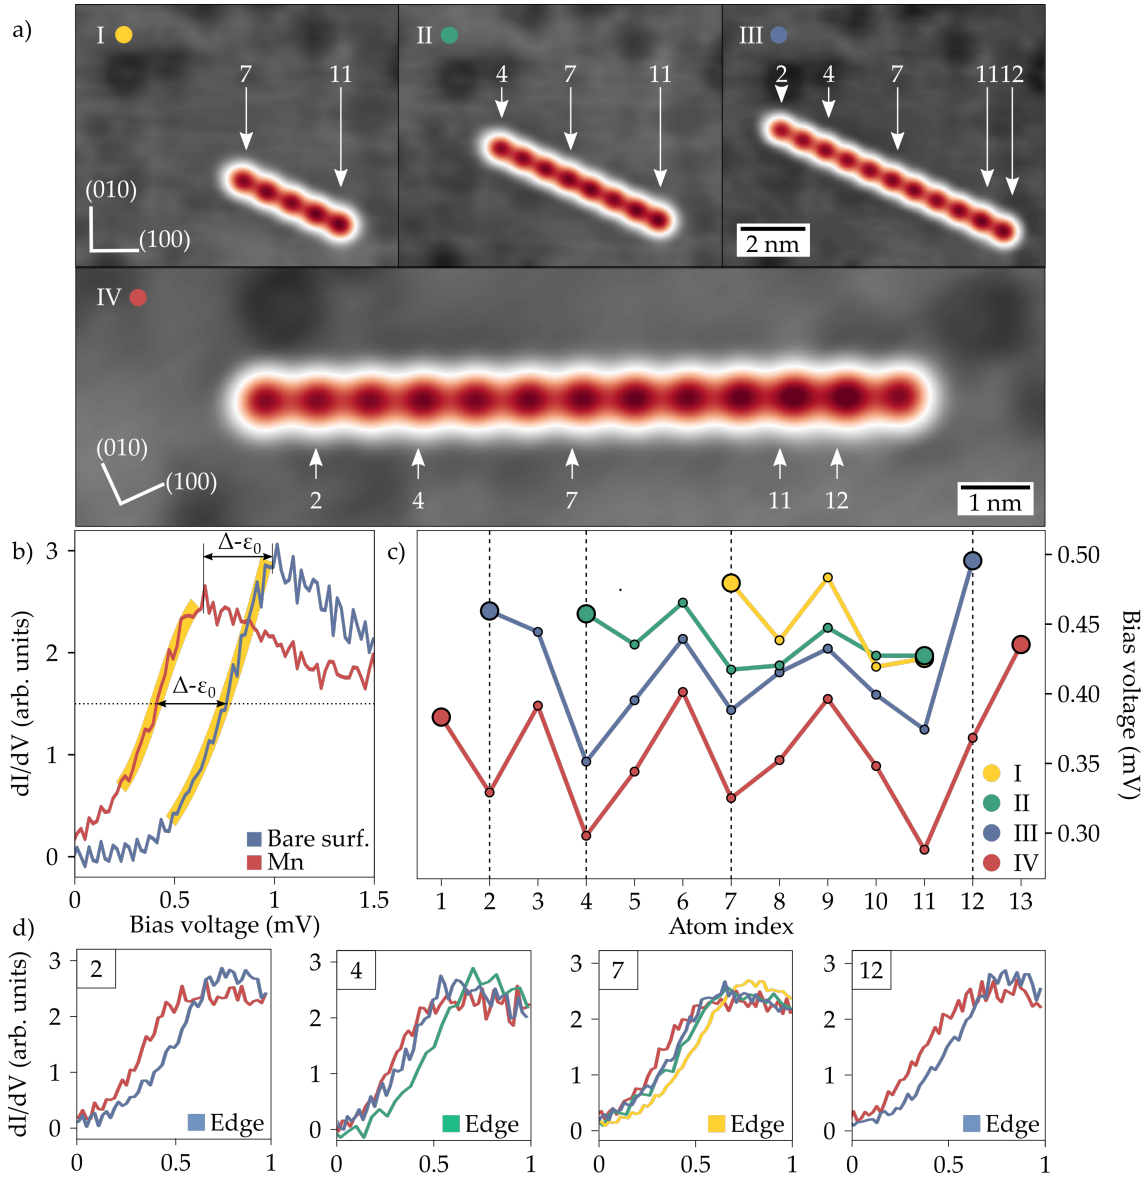 a)
I
7
11
(010)
(100)
II
4
7
11
III
2
4
7
11
12
2 nm
IV
(010)
(100)
2
4
7
11
12
1 nm
b)
Δ-ε0
Δ-ε0
3
2
1
0
dI/dV (arb. units)
Bare surf.
Mn
0
0.5
1
1.5
Bias voltage (mV)
c)
0.50
0.45
0.40
0.35
0.30
Bias voltage (mV)
I
II
III
IV
1 2 3 4 5 6 7 8 9 10 11 12 13
Atom index
d)
dI/dV (arb. units)
2
3
2
1
0
Edge
0 0.5 1
4
3
2
1
0
Edge
0 0.5 1
7
3
2
1
0
Edge
0 0.5 1
12
3
2
1
0
Edge
0 0.5 1